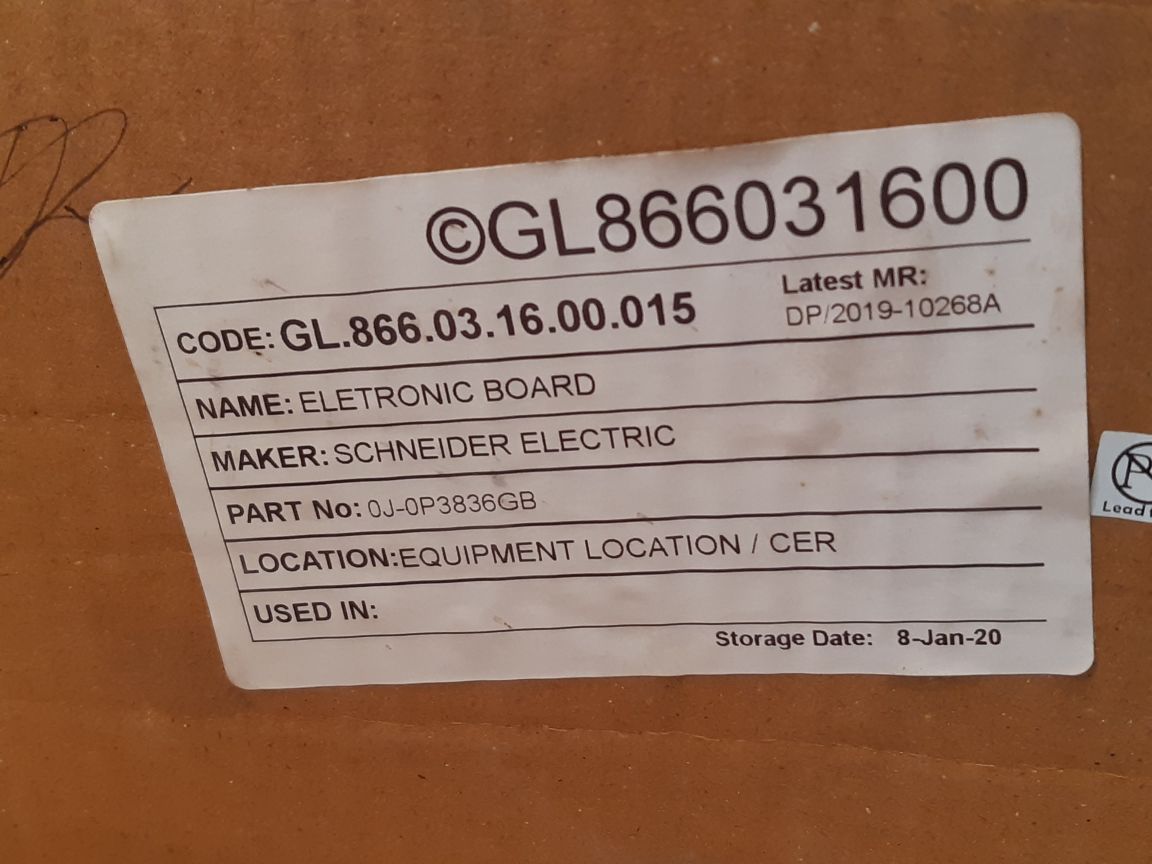 ©GL866031600
CODE: GL.866.03.16.00.015
Latest MR:
DP/2019-10268A
NAME: ELETRONIC BOARD
MAKER: SCHNEIDER ELECTRIC
PART No: 0J-0P3836GB
LOCATION:EQUIPMENT LOCATION / CER
USED IN:
Storage Date: 8-Jan-20
Lead